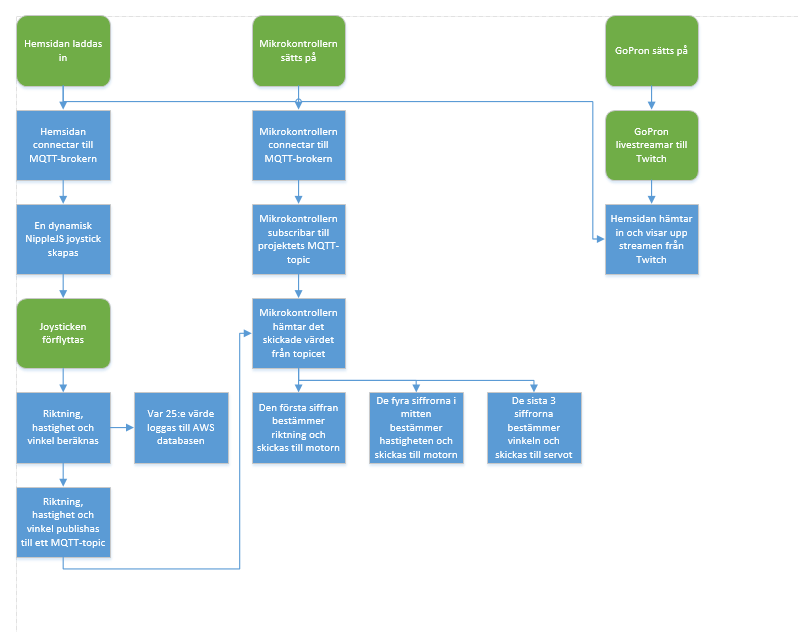 Hemsidan laddas
in
Mikrokontrollern
sätts på
GoPron sätts på
Hemsidan
connectar till
MQTT-brokern
Mikrokontrollern
connectar till
MQTT-brokern
GoPron
livestreamar till
Twitch
En dynamisk
NippleJS joystick
skapas
Mikrokontrollern
subscribar till
projektets MQTT-
topic
Hemsidan hämtar
in och visar upp
streamen från
Twitch
Joysticken
förflyttas
Mikrokontrollern
hämtar det
skickade värdet
från topicet
Riktning,
hastighet och
vinkel beräknas
Var 25:e värde
loggas till AWS
databasen
Den första siffran
bestämmer
riktning och
skickas till motorn
De fyra siffrorna i
mitten
bestämmer
hastigheten och
skickas till motorn
De sista 3
siffrorna
bestämmer
vinkeln och
skickas till servot
Riktning,
hastighet och
vinkel publishas
till ett MQTT-topic